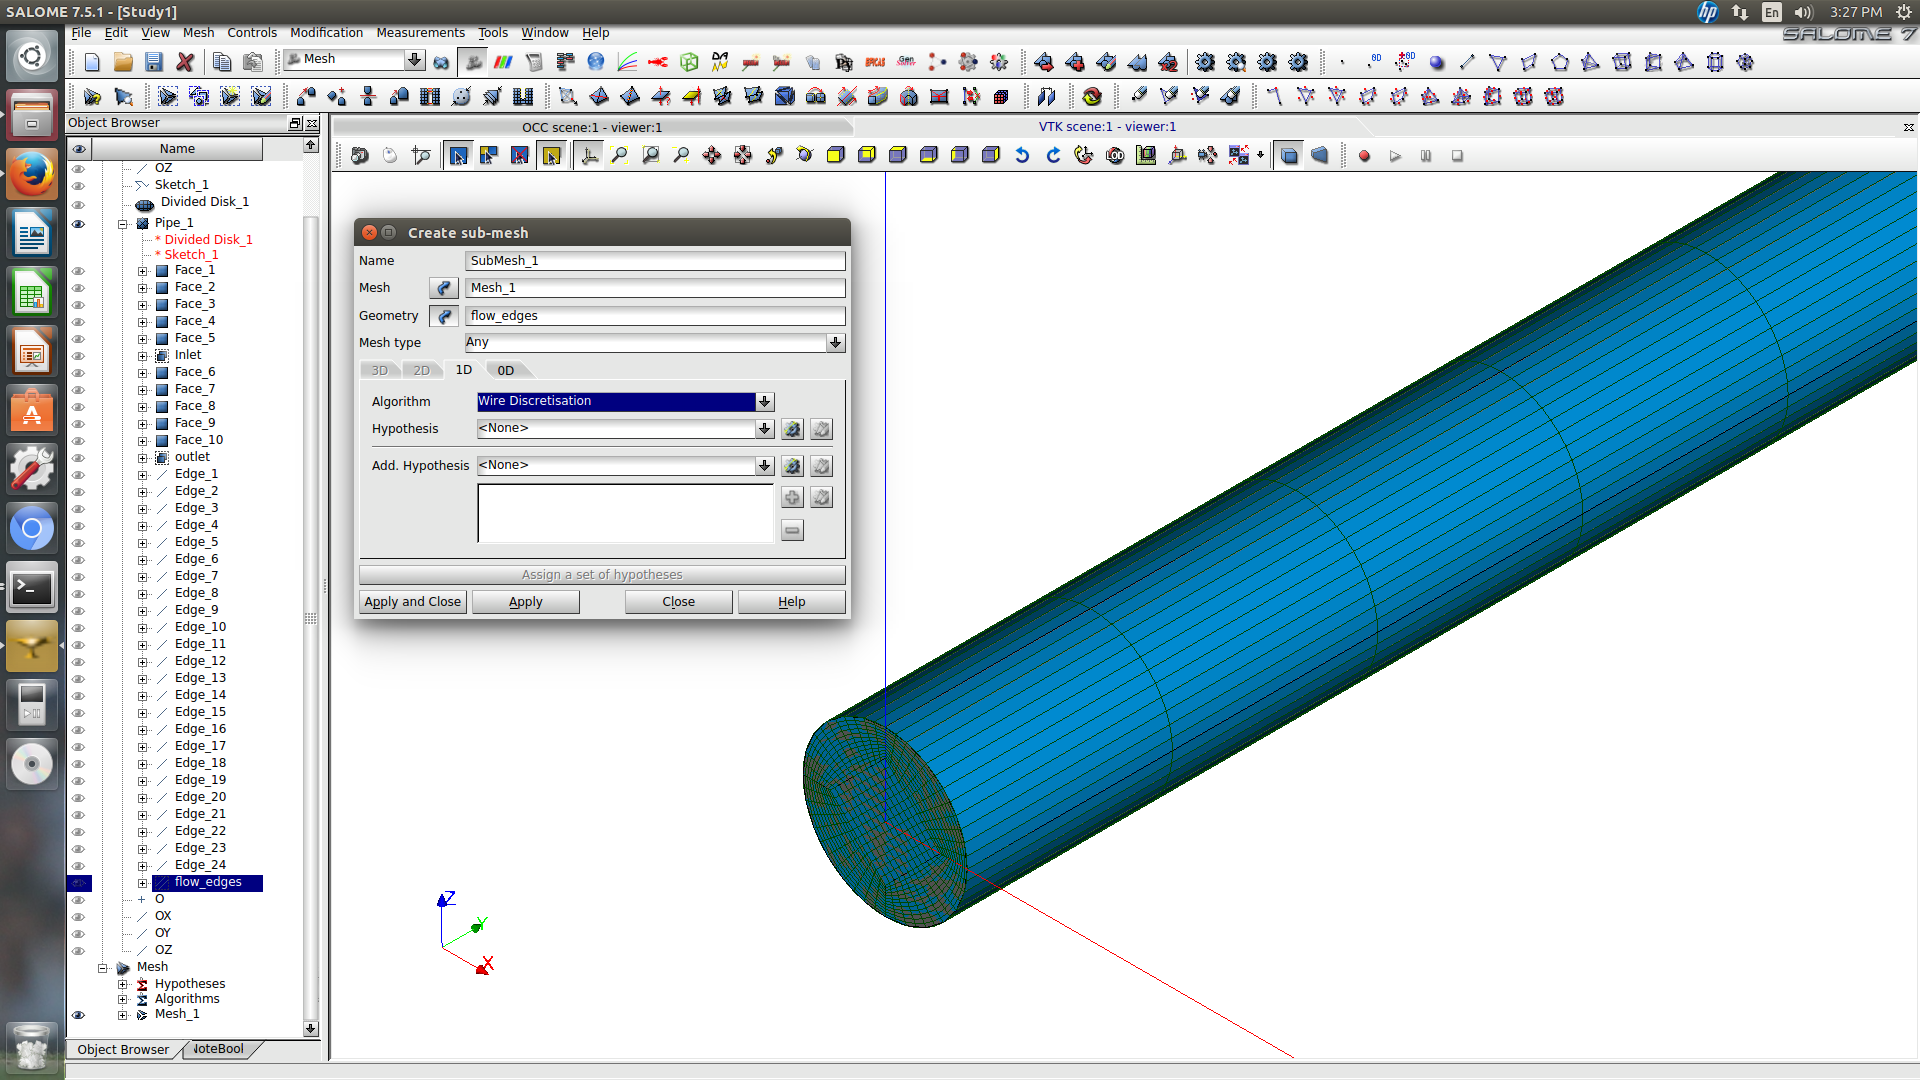 SALOME 7.5.1 - [Study1]
En
3:27 PM
File Edit View Mesh Controls Modification Measurements Tools Window Help
SALOME 7
Mesh
Object Browser
OCC scene:1 - viewer:1
VTK scene:1 - viewer:1
Name
OZ
Sketch_1
Divided Disk_1
Pipe_1
* Divided Disk_1
* Sketch_1
Face_1
Face_2
Face_3
Face_4
Face_5
Inlet
Face_6
Face_7
Face_8
Face_9
Face_10
outlet
Edge_1
Edge_2
Edge_3
Edge_4
Edge_5
Edge_6
Edge_7
Edge_8
Edge_9
Edge_10
Edge_11
Edge_12
Edge_13
Edge_14
Edge_15
Edge_16
Edge_17
Edge_18
Edge_19
Edge_20
Edge_21
Edge_22
Edge_23
Edge_24
flow_edges
O
OX
OY
OZ
Mesh
Hypotheses
Algorithms
Mesh_1
Object Browser
NoteBool
Create sub-mesh
Name SubMesh_1
Mesh Mesh_1
Geometry flow_edges
Mesh type Any
3D 2D 1D 0D
Algorithm Wire Discretisation
Hypothesis <None>
Add. Hypothesis <None>
Assign a set of hypotheses
Apply and Close Apply Close Help
Z
Y
X